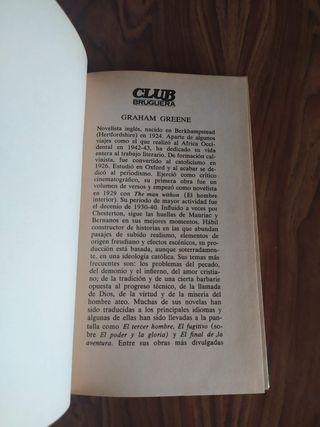 CLUB
BRUGUERA
GRAHAM GREENE
Novelista inglés, nacido en Berkhampstead
(Hertfordshire) en 1924. Aparte de algunos
viajes como el que realizó al Africa Occi-
dental en 1942-43, ha dedicado su vida
entera al trabajo literario. De formación cal-
vinista, fue convertido al catolicismo en
1926. Estudió en Oxford y al acabar se de-
dicó al periodismo. Ejerció como crítico
cinematográfico, su primera obra fue un
volumen de versos y empezó como novelista
en 1929 con The man within (El hombre
interior). Su período de mayor actividad fue
el decenio de 1930-40. Influido a veces por
Chesterton, sigue las huellas de Mauriac y
Bernanos en sus mejores momentos. Hábil
constructor de historias en las que abundan
pasajes de subido realismo, elementos de
origen freudiano y efectos escénicos, su
producción está basada, aunque soterradamen-
te, en una ideología católica. Sus temas más
frecuentes son: los problemas del pecado,
del demonio y el infierno, del amor cristia-
no; de la tradición y de una cierta barbarie
opuesta al progreso técnico, de la llamada
de Dios, de la virtud y de la miseria del
hombre ateo. Muchas de sus novelas han
sido traducidas a los principales idiomas y
algunas de ellas han sido llevadas a la pan-
talla como El tercer hombre, El fugitivo (so-
bre El poder y la gloria) y El final de la
aventura. Entre sus obras más divulgadas